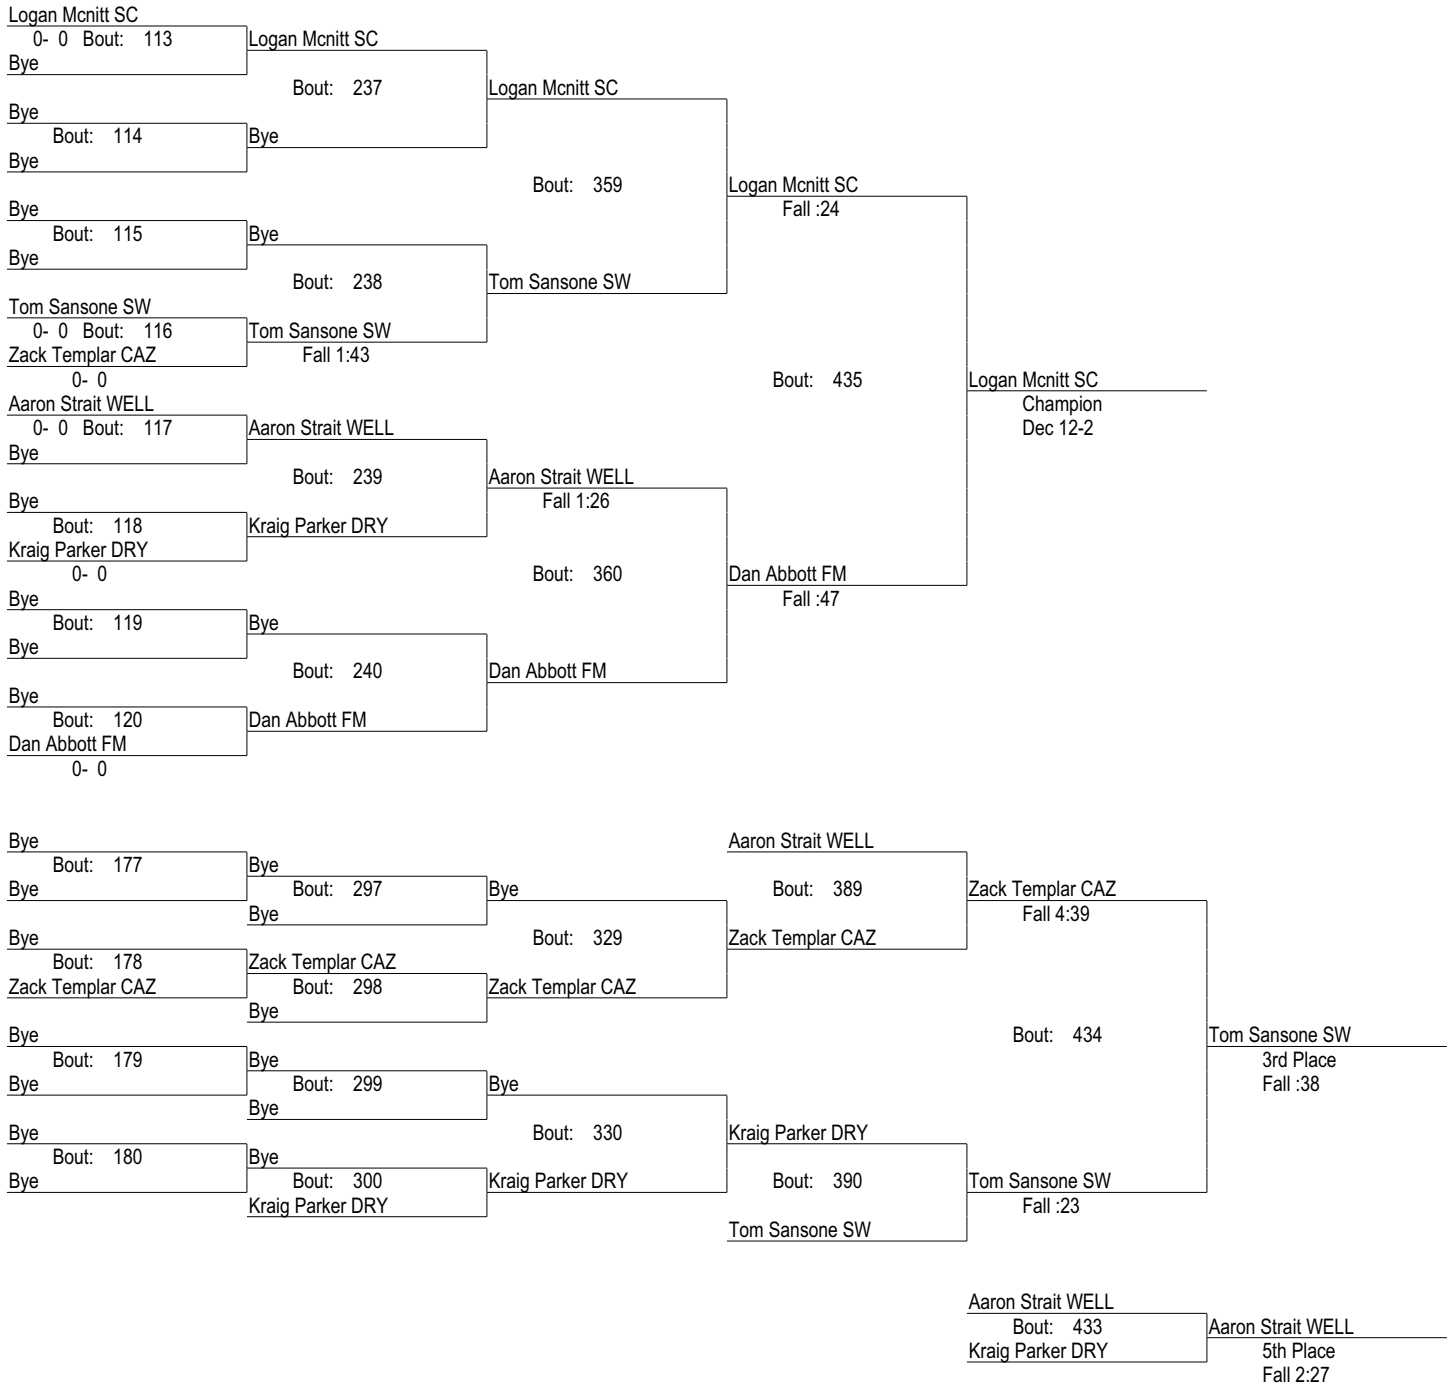 Logan Mcnitt SC
0- 0 Bout: 113 Logan Mcnitt SC
Bye
Bout: 237 Logan Mcnitt SC
Bye
Bout: 114 Bye
Bye
Bout: 359 Logan Mcnitt SC
Bye Fall :24
Bout: 115 Bye
Bye
Bout: 238 Tom Sansone SW
Tom Sansone SW
0- 0 Bout: 116 Tom Sansone SW
Zack Templar CAZ Fall 1:43
0- 0 Bout: 435 Logan Mcnitt SC
Aaron Strait WELL Champion
0- 0 Bout: 117 Aaron Strait WELL Dec 12-2
Bye
Bout: 239 Aaron Strait WELL
Bye Fall 1:26
Bout: 118 Kraig Parker DRY
Kraig Parker DRY
0- 0 Bout: 360 Dan Abbott FM
Bye Fall :47
Bout: 119 Bye
Bye
Bout: 240 Dan Abbott FM
Bye
Bout: 120 Dan Abbott FM
Dan Abbott FM
0- 0
Bye Aaron Strait WELL
Bout: 177 Bye
Bye Bout: 297 Bye Bout: 389 Zack Templar CAZ
Bye Fall 4:39
Bye Bout: 329 Zack Templar CAZ
Bout: 178 Zack Templar CAZ
Zack Templar CAZ Bout: 298 Zack Templar CAZ
Bye
Bye Bout: 434 Tom Sansone SW
Bout: 179 Bye 3rd Place
Bye Bout: 299 Bye Fall :38
Bye
Bye Bout: 330 Kraig Parker DRY
Bout: 180 Bye
Bye Bout: 300 Kraig Parker DRY Bout: 390 Tom Sansone SW
Kraig Parker DRY Fall :23
Tom Sansone SW
Aaron Strait WELL
Bout: 433 Aaron Strait WELL
Kraig Parker DRY 5th Place
Fall 2:27